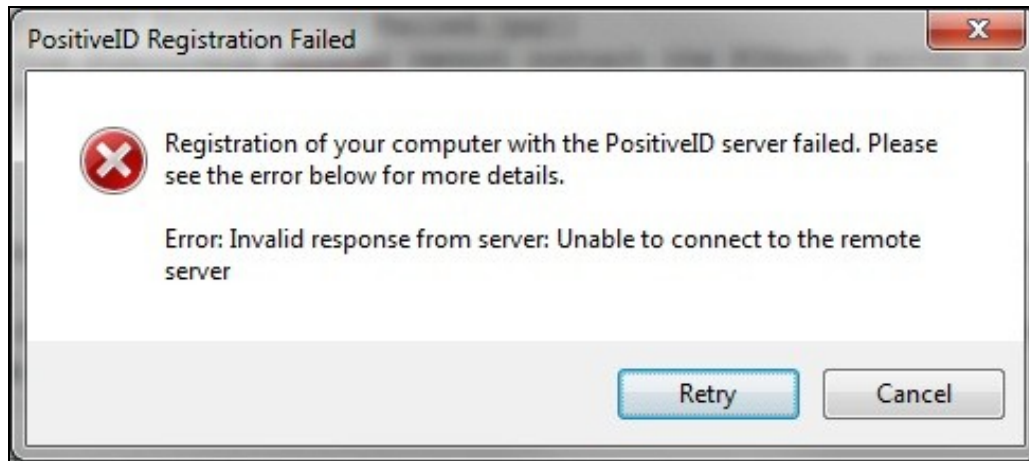 PositiveID Registration Failed
Registration of your computer with the PositiveID server failed. Please
see the error below for more details.
Error: Invalid response from server: Unable to connect to the remote
server
Retry
Cancel